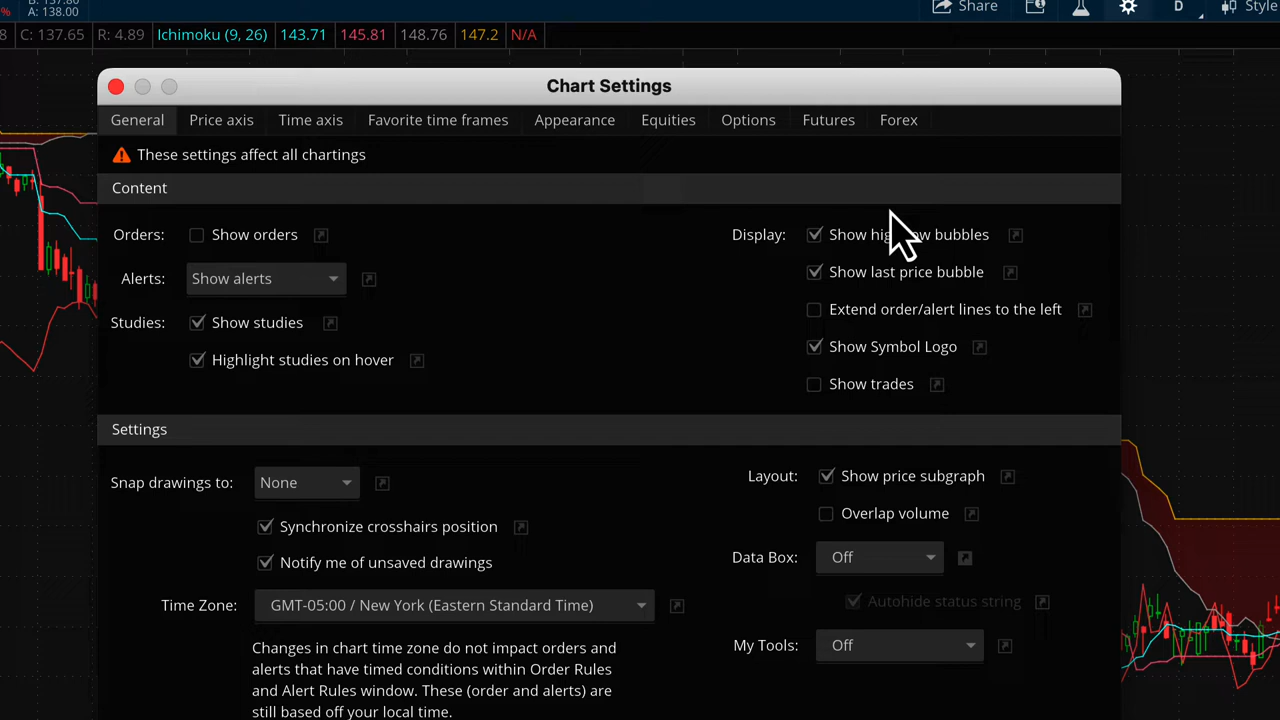 B: 137.80
%
A: 138.00
Share
D
Style
8 C: 137.65 R: 4.89 Ichimoku (9, 26) 143.71 145.81 148.76 147.2 N/A
Chart Settings
General Price axis Time axis Favorite time frames Appearance Equities Options Futures Forex
These settings affect all chartings
Content
Orders: Show orders
Alerts: Show alerts
Studies: Show studies
Highlight studies on hover
Display: Show hig ow bubbles
Show last price bubble
Extend order/alert lines to the left
Show Symbol Logo
Show trades
Settings
Snap drawings to: None
Synchronize crosshairs position
Notify me of unsaved drawings
Time Zone: GMT-05:00 / New York (Eastern Standard Time)
Changes in chart time zone do not impact orders and
alerts that have timed conditions within Order Rules
and Alert Rules window. These (order and alerts) are
still based off your local time.
Layout: Show price subgraph
Overlap volume
Data Box: Off
Autohide status string
My Tools: Off